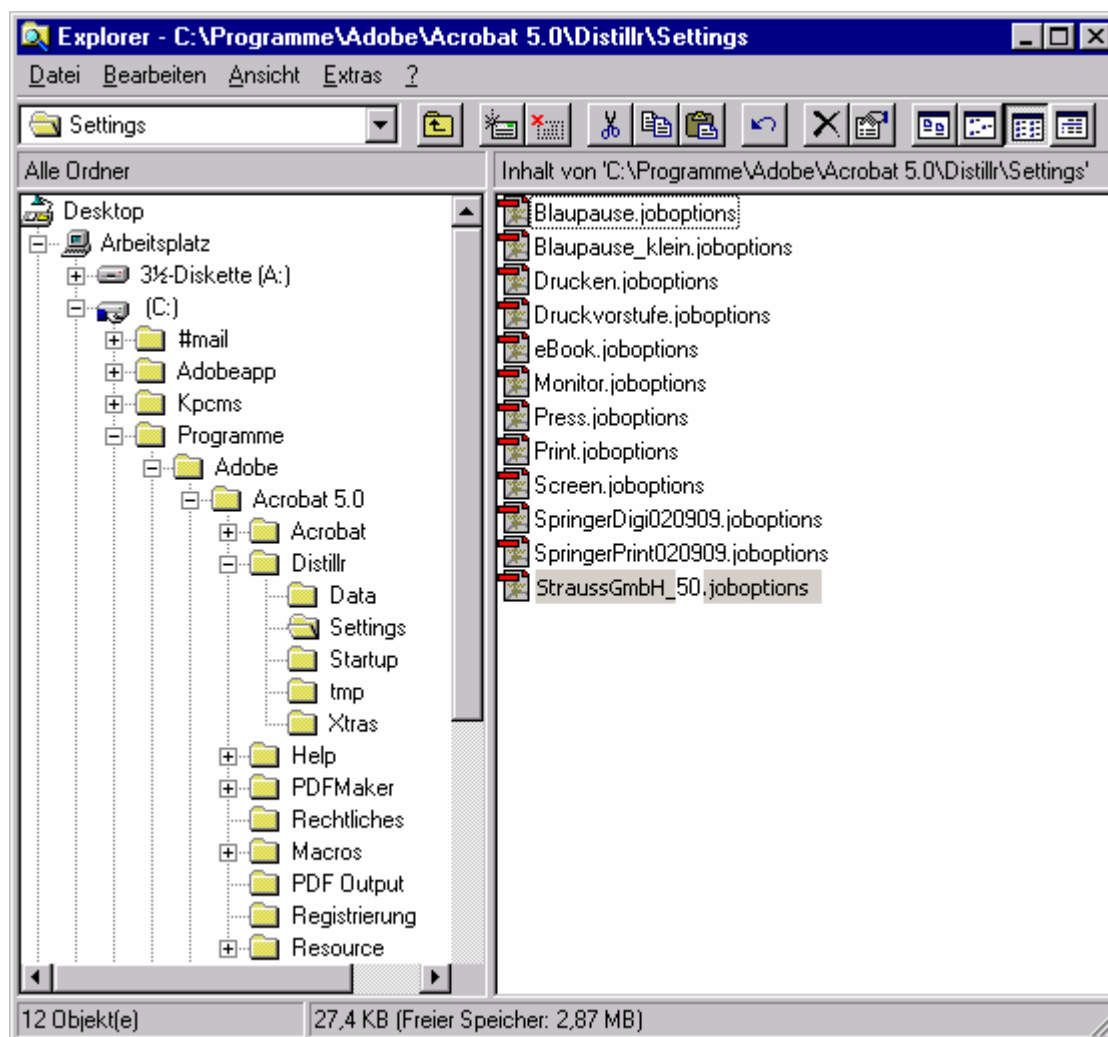 Explorer - C:\Programme\Adobe\Acrobat 5.0\Distillr\Settings
Datei Bearbeiten Ansicht Extras ?
Settings
Alle Ordner
Inhalt von 'C:\Programme\Adobe\Acrobat 5.0\Distillr\Settings'
Desktop
Arbeitsplatz
3½-Diskette (A:)
(C:)
#mail
Adobeapp
Kpcms
Programme
Adobe
Acrobat 5.0
Acrobat
Distillr
Data
Settings
Startup
tmp
Xtras
Help
PDFMaker
Rechtliches
Macros
PDF Output
Registrierung
Resource
Blaupause.joboptions
Blaupause_klein.joboptions
Drucken.joboptions
Druckvorstufe.joboptions
eBook.joboptions
Monitor.joboptions
Press.joboptions
Print.joboptions
Screen.joboptions
SpringerDigi020909.joboptions
SpringerPrint020909.joboptions
StraussGmbH_50.joboptions
12 Objekt(e)
27,4 KB (Freier Speicher: 2,87 MB)